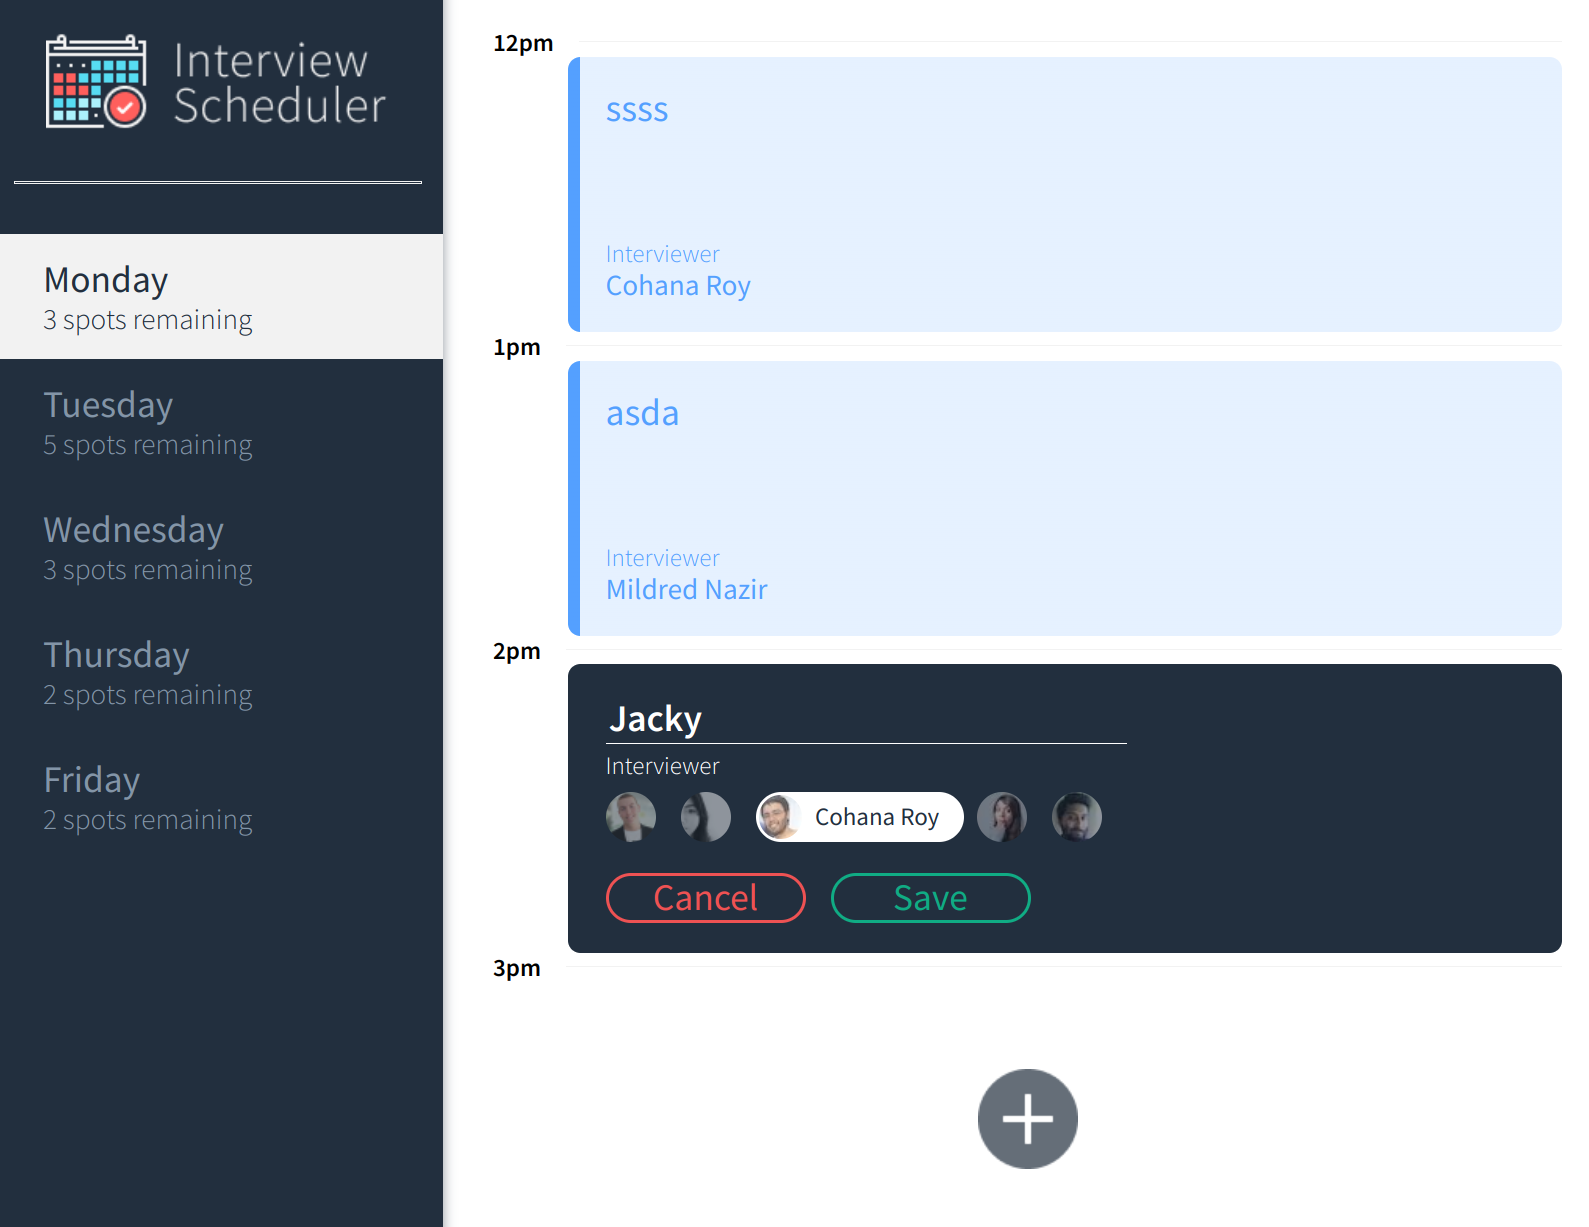 Interview
Scheduler
Monday
3 spots remaining
Tuesday
5 spots remaining
Wednesday
3 spots remaining
Thursday
2 spots remaining
Friday
2 spots remaining
12pm
ssss
Interviewer
Cohana Roy
1pm
asda
Interviewer
Mildred Nazir
2pm
Jacky
Interviewer
Cohana Roy
Cancel Save
3pm